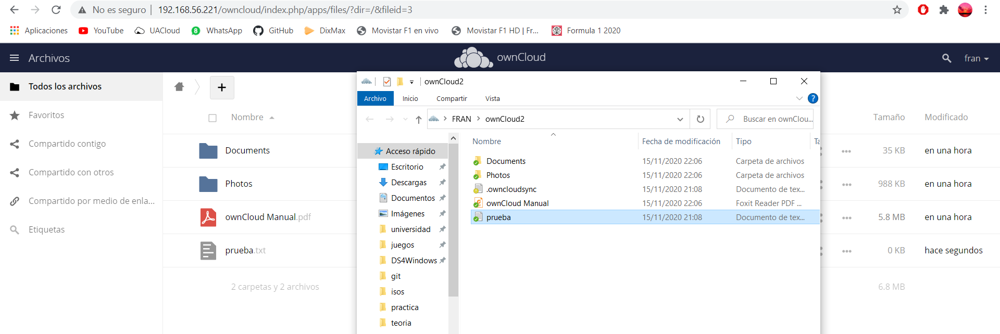 No es seguro | 192.168.56.221/owncloud/index.php/apps/files/?dir=/&fileid=3
Aplicaciones YouTube UACloud 8 WhatsApp GitHub DixMax Movistar F1 en vivo Movistar F1 HD | Fr... Formula 1 2020
Archivos
ownCloud
fran
Todos los archivos
Favoritos
Compartido contigo
Compartido con otros
Compartido por medio de enla...
Etiquetas
+
Nombre Tamaño Modificado
Documents 35 KB en una hora
Photos 988 KB en una hora
ownCloud Manual.pdf 5.8 MB en una hora
prueba.txt 0 KB hace segundos
2 carpetas y 2 archivos 6.8 MB
ownCloud2
Archivo Inicio Compartir Vista ?
FRAN > ownCloud2
Buscar en ownClou...
Acceso rápido
Escritorio
Descargas
Documentos
Imágenes
universidad
juegos
DS4Windows
git
isos
practica
teoria
Nombre Fecha de modificación Tipo Ta
Documents 15/11/2020 22:06 Carpeta de archivos
Photos 15/11/2020 22:06 Carpeta de archivos
.owncloudsync 15/11/2020 21:08 Documento de tex...
ownCloud Manual 15/11/2020 22:06 Foxit Reader PDF ...
prueba 15/11/2020 21:08 Documento de tex...